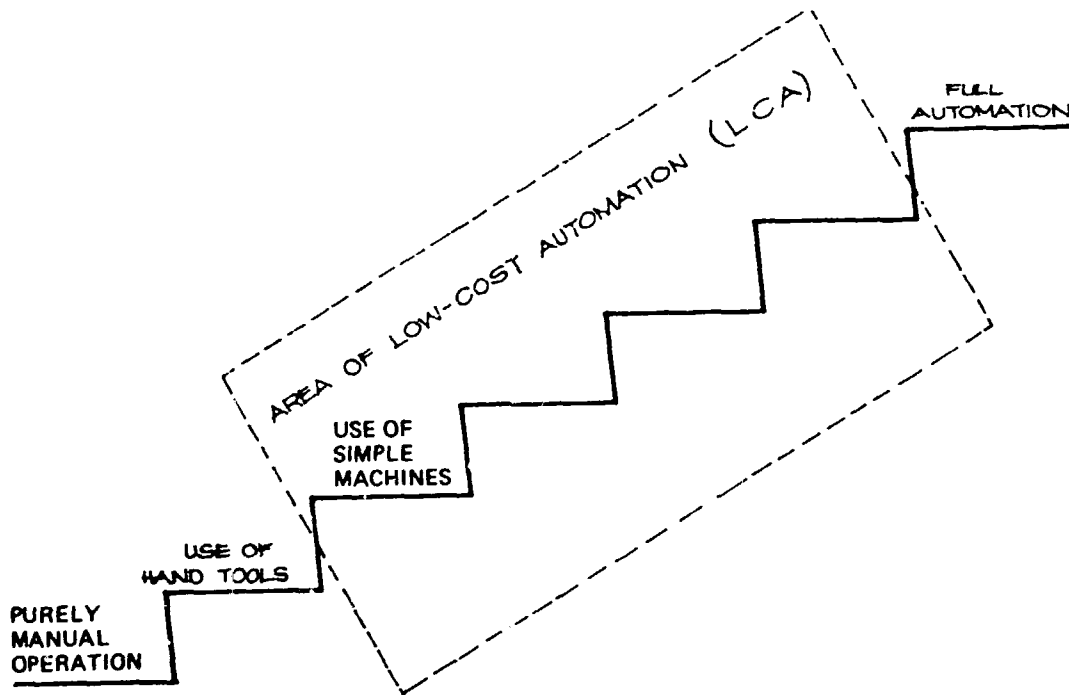 FULL
AUTOMATION
AREA OF LOW-COST AUTOMATION (LCA)
USE OF
SIMPLE
MACHINES
USE OF
HAND TOOLS
PURELY
MANUAL
OPERATION